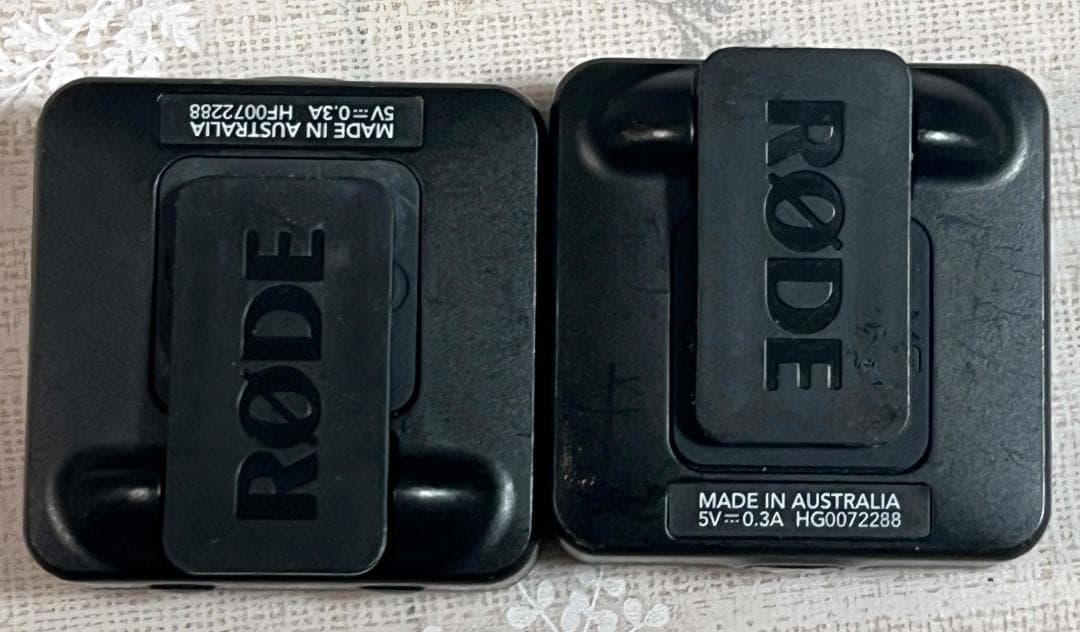 MADE IN AUSTRALIA
5V⎓0.3A HF0072288
RØDE
RØDE
MADE IN AUSTRALIA
5V⎓0.3A HG0072288